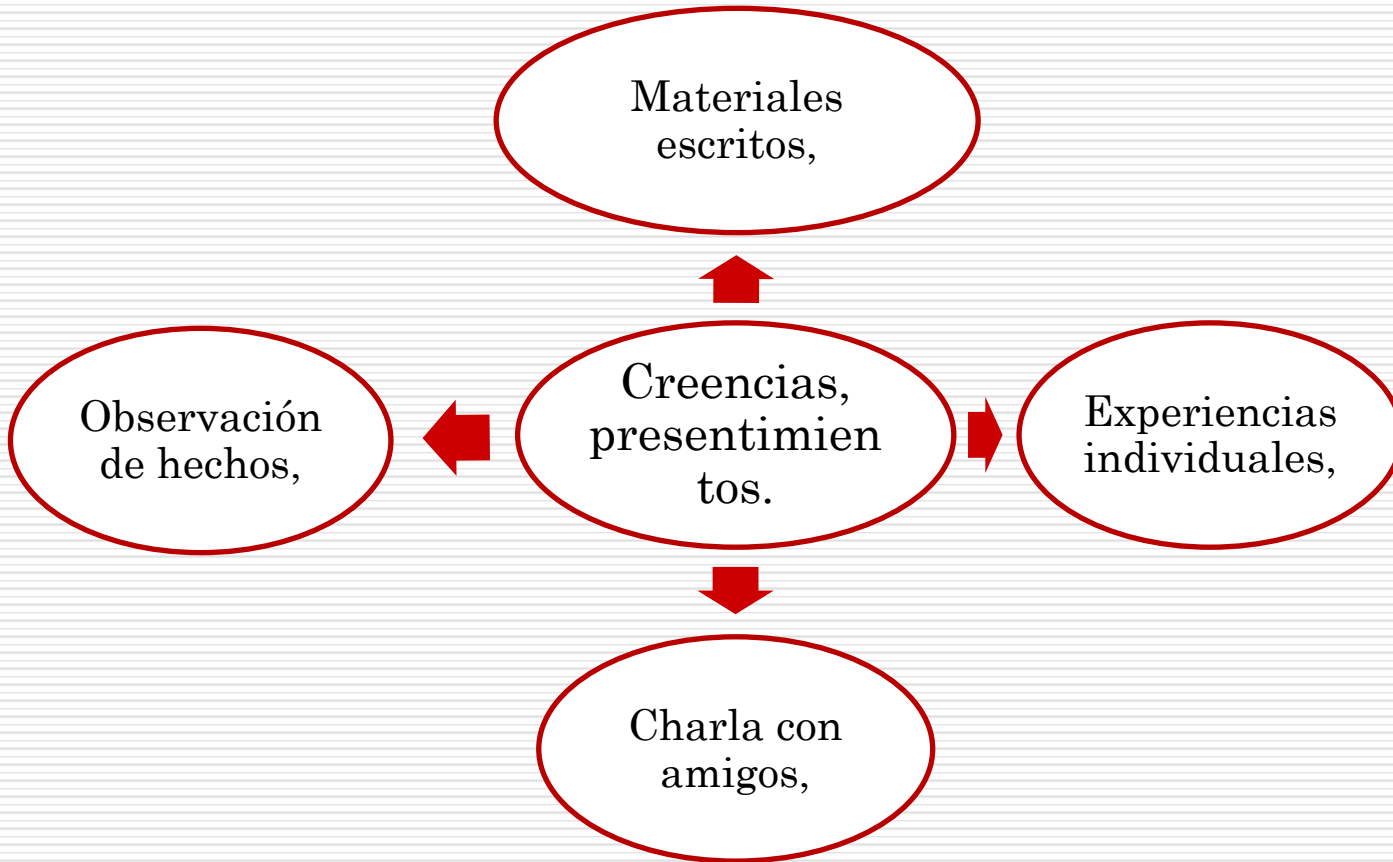 Materiales
escritos,
Observación
de hechos,
Creencias,
presentimien
tos.
Experiencias
individuales,
Charla con
amigos,